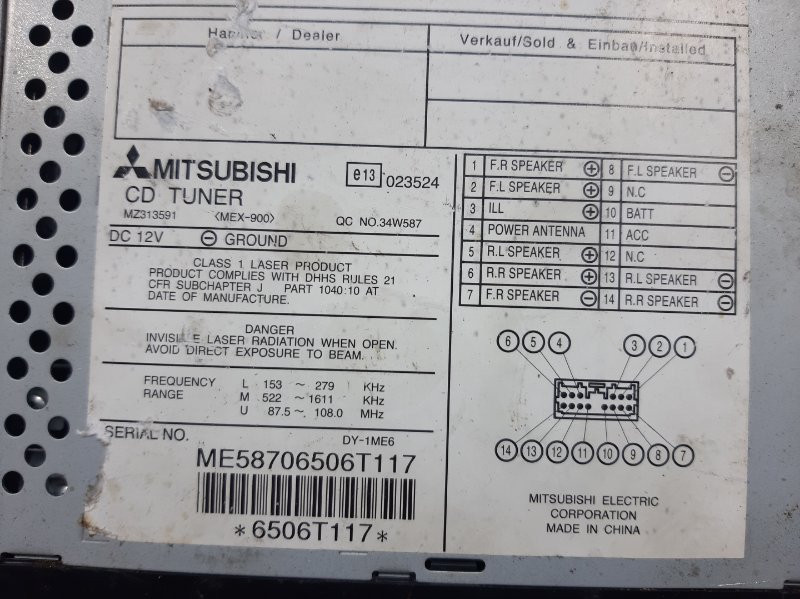 Händler / Dealer
Verkauf/Sold & Einbau/Installed
MITSUBISHI e13 023524
CD TUNER
MZ313591 <MEX-900> QC NO.34W587
DC 12V ⊖ GROUND
CLASS 1 LASER PRODUCT
PRODUCT COMPLIES WITH DHHS RULES 21
CFR SUBCHAPTER J PART 1040:10 AT
DATE OF MANUFACTURE.
DANGER
INVISIBLE LASER RADIATION WHEN OPEN.
AVOID DIRECT EXPOSURE TO BEAM.
FREQUENCY RANGE
L 153 ~ 279 KHz
M 522 ~ 1611 KHz
U 87.5 ~ 108.0 MHz
SERIAL NO. DY-1ME6
ME58706506T117
*6506T117*
1 F.R SPEAKER ⊕ 8 F.L SPEAKER ⊖
2 F.L SPEAKER ⊕ 9 N.C
3 ILL ⊕ 10 BATT
4 POWER ANTENNA 11 ACC
5 R.L SPEAKER ⊕ 12 N.C
6 R.R SPEAKER ⊕ 13 R.L SPEAKER ⊖
7 F.R SPEAKER ⊖ 14 R.R SPEAKER ⊖
6 5 4 3 2 1
14 13 12 11 10 9 8 7
MITSUBISHI ELECTRIC
CORPORATION
MADE IN CHINA